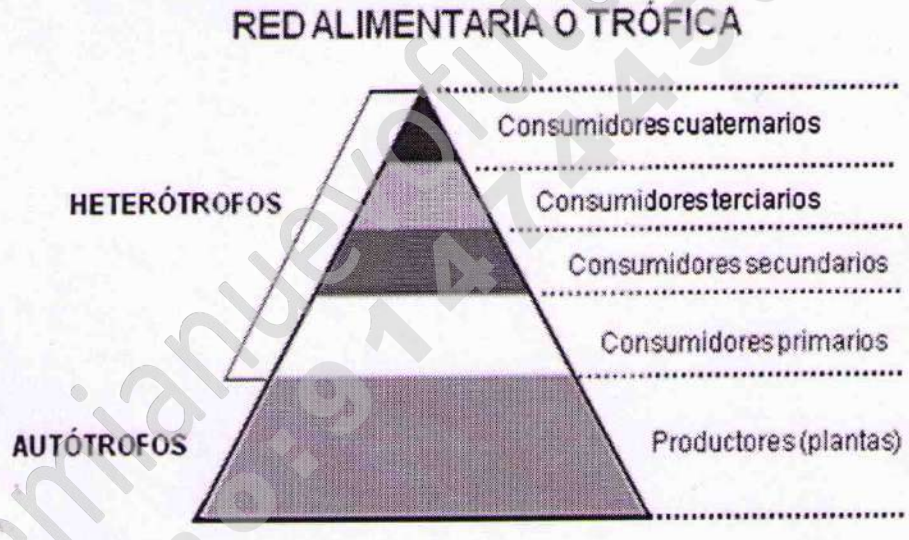 RED ALIMENTARIA O TRÓFICA
Consumidores cuaternarios
HETERÓTROFOS
Consumidores terciarios
Consumidores secundarios
Consumidores primarios
AUTÓTROFOS
Productores (plantas)